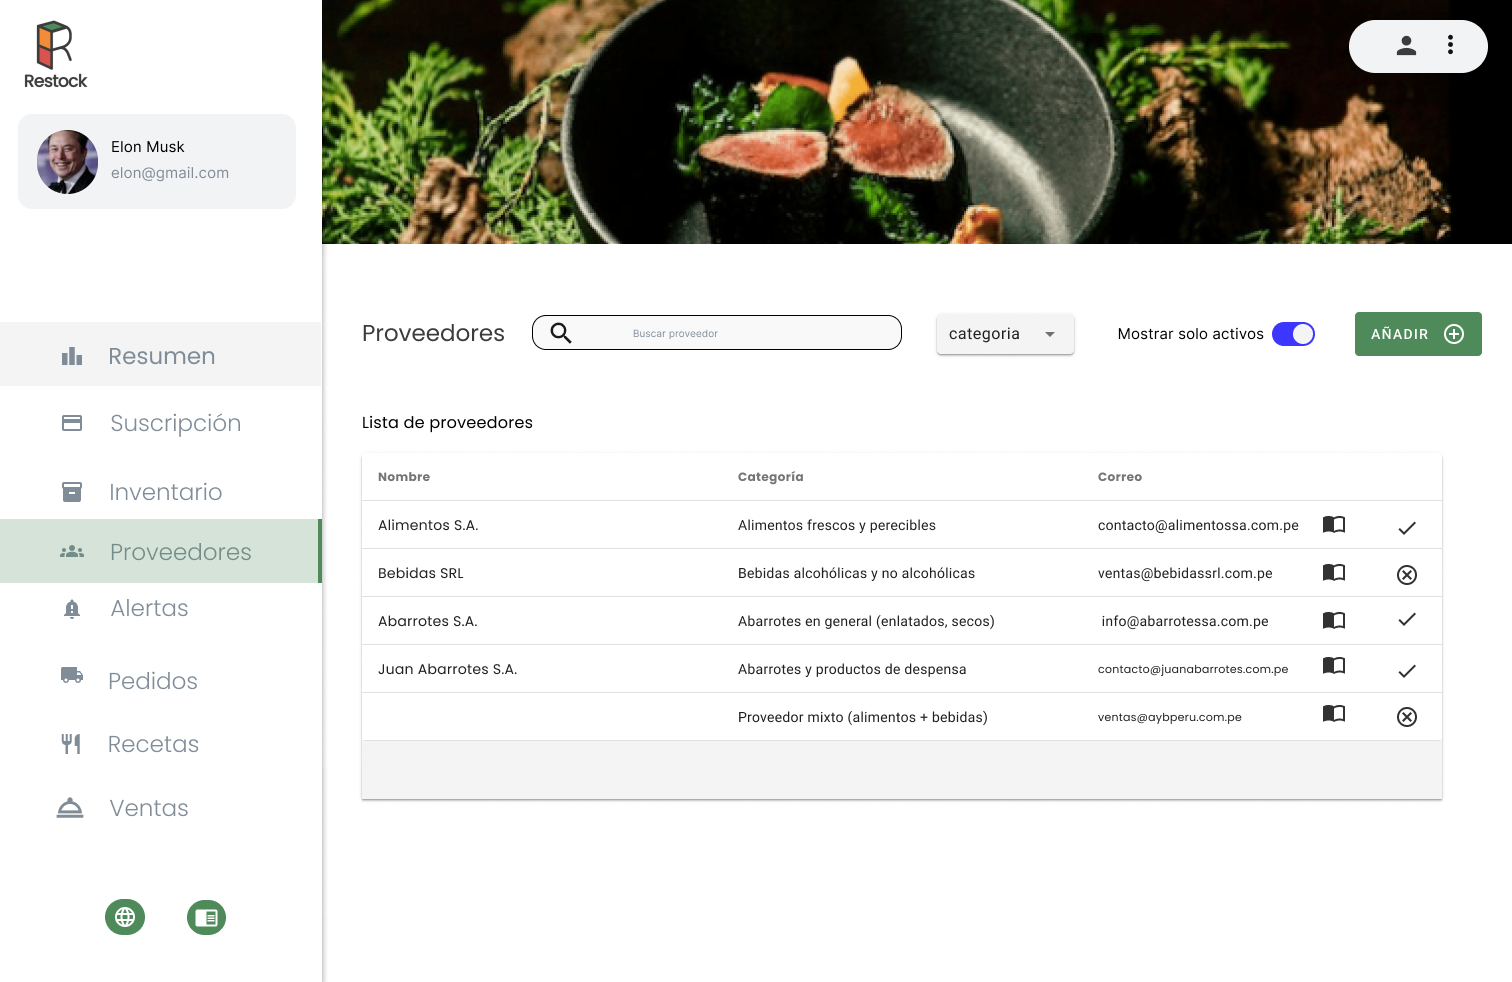 Restock
Elon Musk
elon@gmail.com
Resumen
Suscripción
Inventario
Proveedores
Alertas
Pedidos
Recetas
Ventas
Proveedores
Buscar proveedor
categoria
Mostrar solo activos
AÑADIR
Lista de proveedores
Nombre Categoría Correo
Alimentos S.A. Alimentos frescos y perecibles contacto@alimentossa.com.pe
Bebidas SRL Bebidas alcohólicas y no alcohólicas ventas@bebidassrl.com.pe
Abarrotes S.A. Abarrotes en general (enlatados, secos) info@abarrotessa.com.pe
Juan Abarrotes S.A. Abarrotes y productos de despensa contacto@juanabarrotes.com.pe
Proveedor mixto (alimentos + bebidas) ventas@aybperu.com.pe